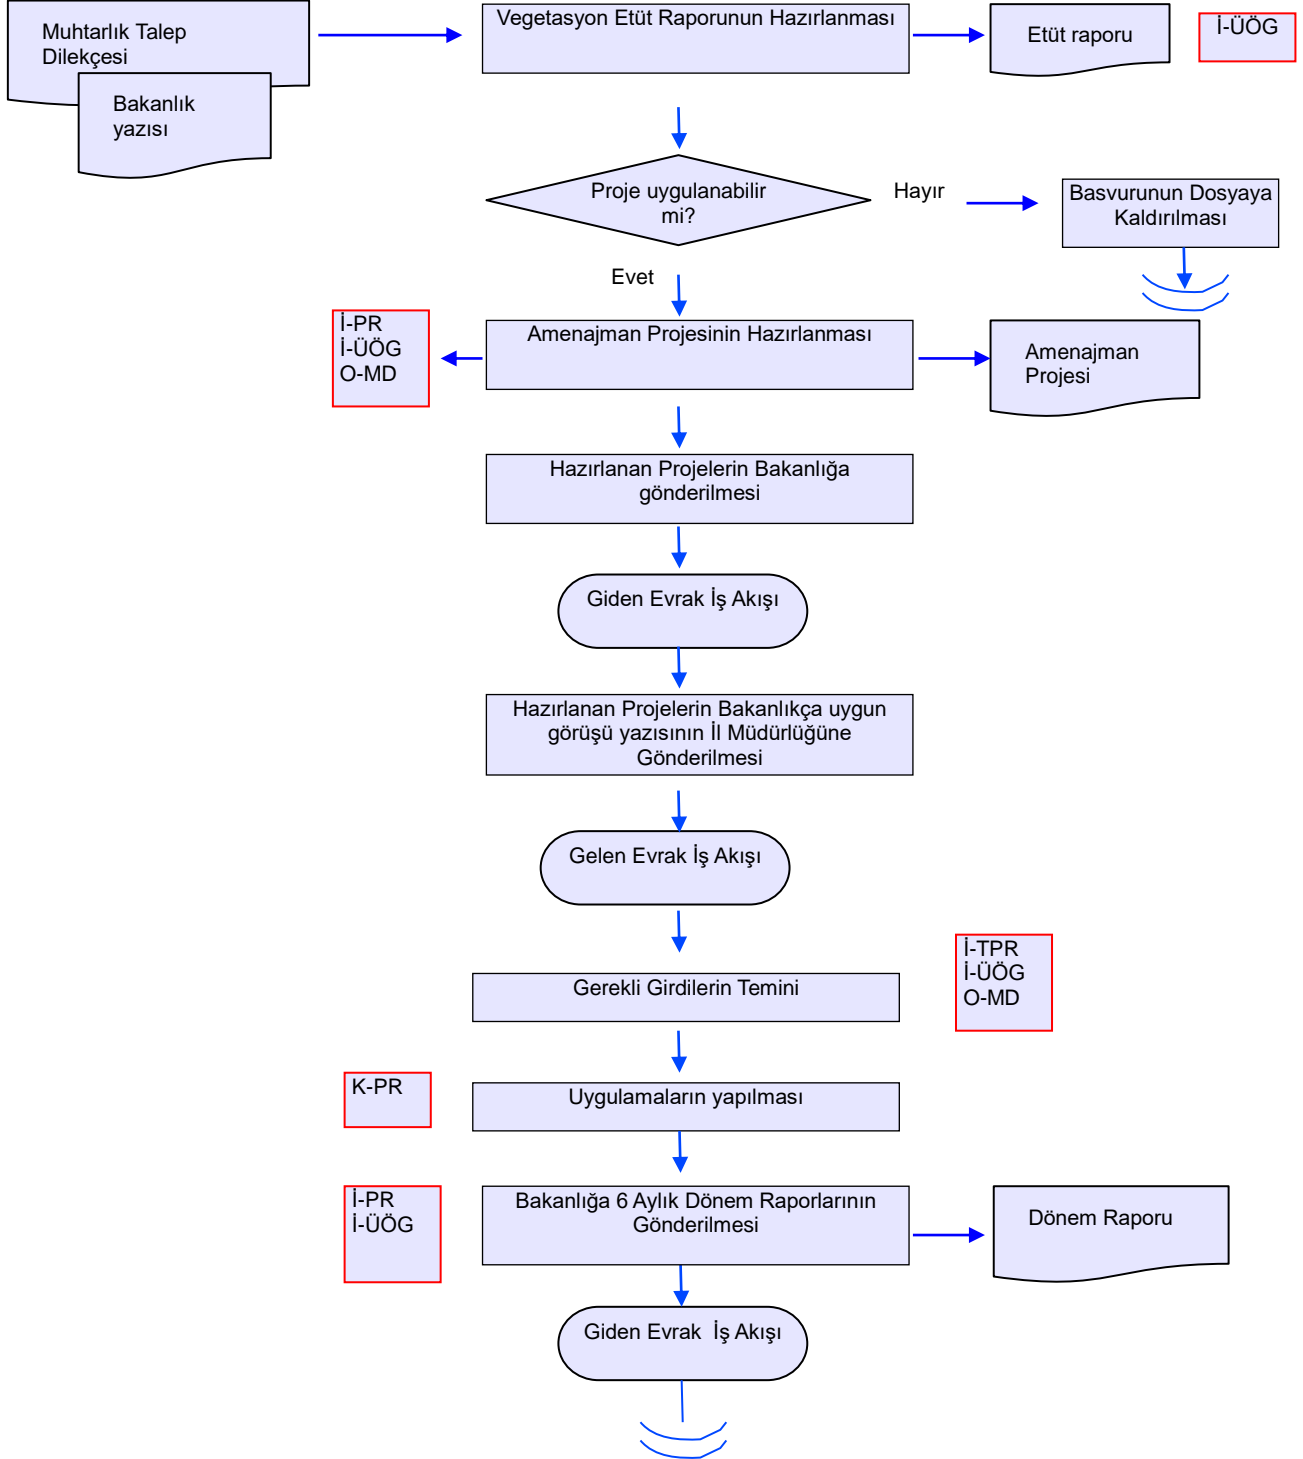 Muhtarlık Talep
Dilekçesi
Bakanlık
yazısı
Vegetasyon Etüt Raporunun Hazırlanması
Etüt raporu
İ-ÜÖG
Proje uygulanabilir
mi?
Hayır
Basvurunun Dosyaya
Kaldırılması
Evet
İ-PR
İ-ÜÖG
O-MD
Amenajman Projesinin Hazırlanması
Amenajman
Projesi
Hazırlanan Projelerin Bakanlığa
gönderilmesi
Giden Evrak İş Akışı
Hazırlanan Projelerin Bakanlıkça uygun
görüşü yazısının İl Müdürlüğüne
Gönderilmesi
Gelen Evrak İş Akışı
İ-TPR
İ-ÜÖG
O-MD
Gerekli Girdilerin Temini
K-PR
Uygulamaların yapılması
İ-PR
İ-ÜÖG
Bakanlığa 6 Aylık Dönem Raporlarının
Gönderilmesi
Dönem Raporu
Giden Evrak  İş Akışı